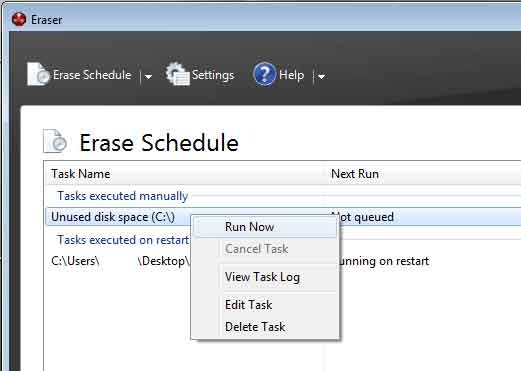 Eraser
Erase Schedule Settings Help
Erase Schedule
Task Name Next Run
Tasks executed manually
Unused disk space (C:\) Not queued
Run Now
Tasks executed on restart
Cancel Task
C:\Users\ \Desktop\ unning on restart
View Task Log
Edit Task
Delete Task